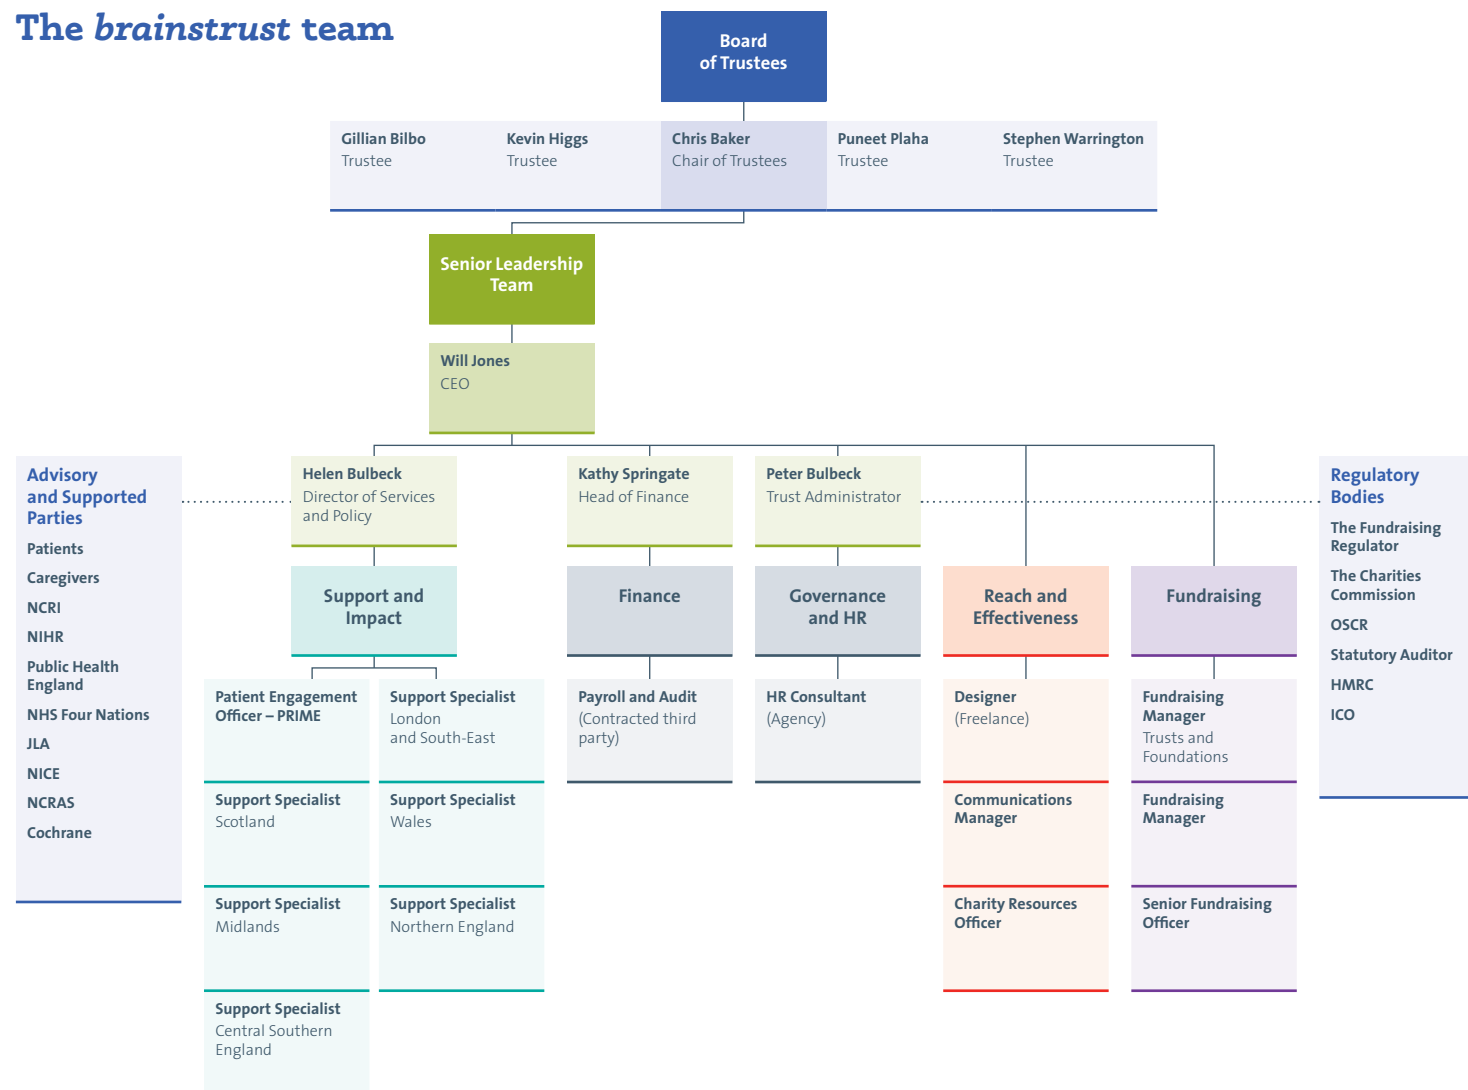 The brainstrust team
Board
of Trustees
Gillian Bilbo
Trustee
Kevin Higgs
Trustee
Chris Baker
Chair of Trustees
Puneet Plaha
Trustee
Stephen Warrington
Trustee
Senior Leadership
Team
Will Jones
CEO
Advisory
and Supported
Parties
Patients
Caregivers
NCRI
NIHR
Public Health
England
NHS Four Nations
JLA
NICE
NCRAS
Cochrane
Helen Bulbeck
Director of Services
and Policy
Kathy Springate
Head of Finance
Peter Bulbeck
Trust Administrator
Regulatory
Bodies
The Fundraising
Regulator
The Charities
Commission
OSCR
Statutory Auditor
HMRC
ICO
Support and
Impact
Finance
Governance
and HR
Reach and
Effectiveness
Fundraising
Patient Engagement
Officer – PRIME
Support Specialist
London
and South-East
Support Specialist
Scotland
Support Specialist
Wales
Support Specialist
Midlands
Support Specialist
Northern England
Support Specialist
Central Southern
England
Payroll and Audit
(Contracted third
party)
HR Consultant
(Agency)
Designer
(Freelance)
Communications
Manager
Charity Resources
Officer
Fundraising
Manager
Trusts and
Foundations
Fundraising
Manager
Senior Fundraising
Officer